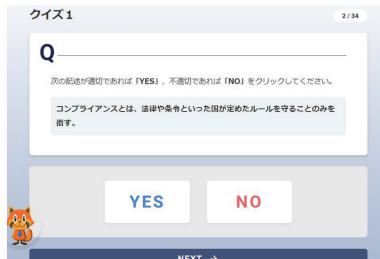 クイズ1
2 / 34
Q
次の記述が適切であれば「YES」、不適切であれば「NO」をクリックしてください。
コンプライアンスとは、法律や条令といった国が定めたルールを守ることのみを
指す。
YES NO
NEXT →